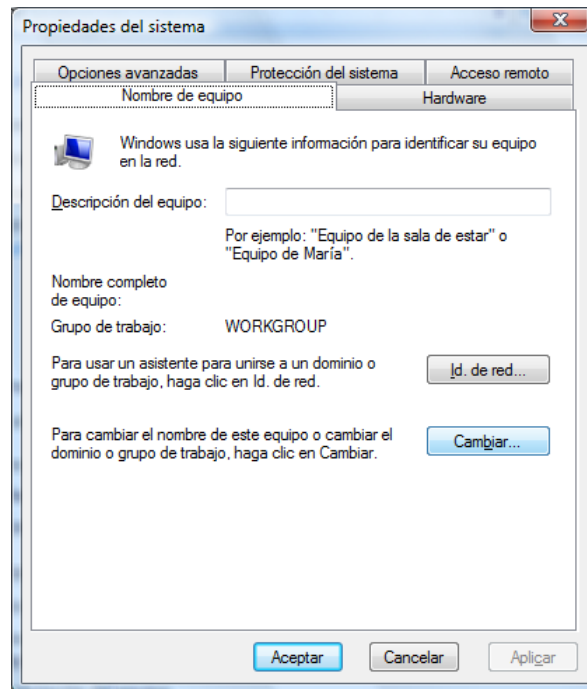 Propiedades del sistema
Opciones avanzadas Protección del sistema Acceso remoto
Nombre de equipo Hardware
Windows usa la siguiente información para identificar su equipo
en la red.
Descripción del equipo:
Por ejemplo: "Equipo de la sala de estar" o
"Equipo de María".
Nombre completo
de equipo:
Grupo de trabajo: WORKGROUP
Para usar un asistente para unirse a un dominio o
grupo de trabajo, haga clic en Id. de red.
Id. de red...
Para cambiar el nombre de este equipo o cambiar el
dominio o grupo de trabajo, haga clic en Cambiar.
Cambiar...
Aceptar Cancelar Aplicar